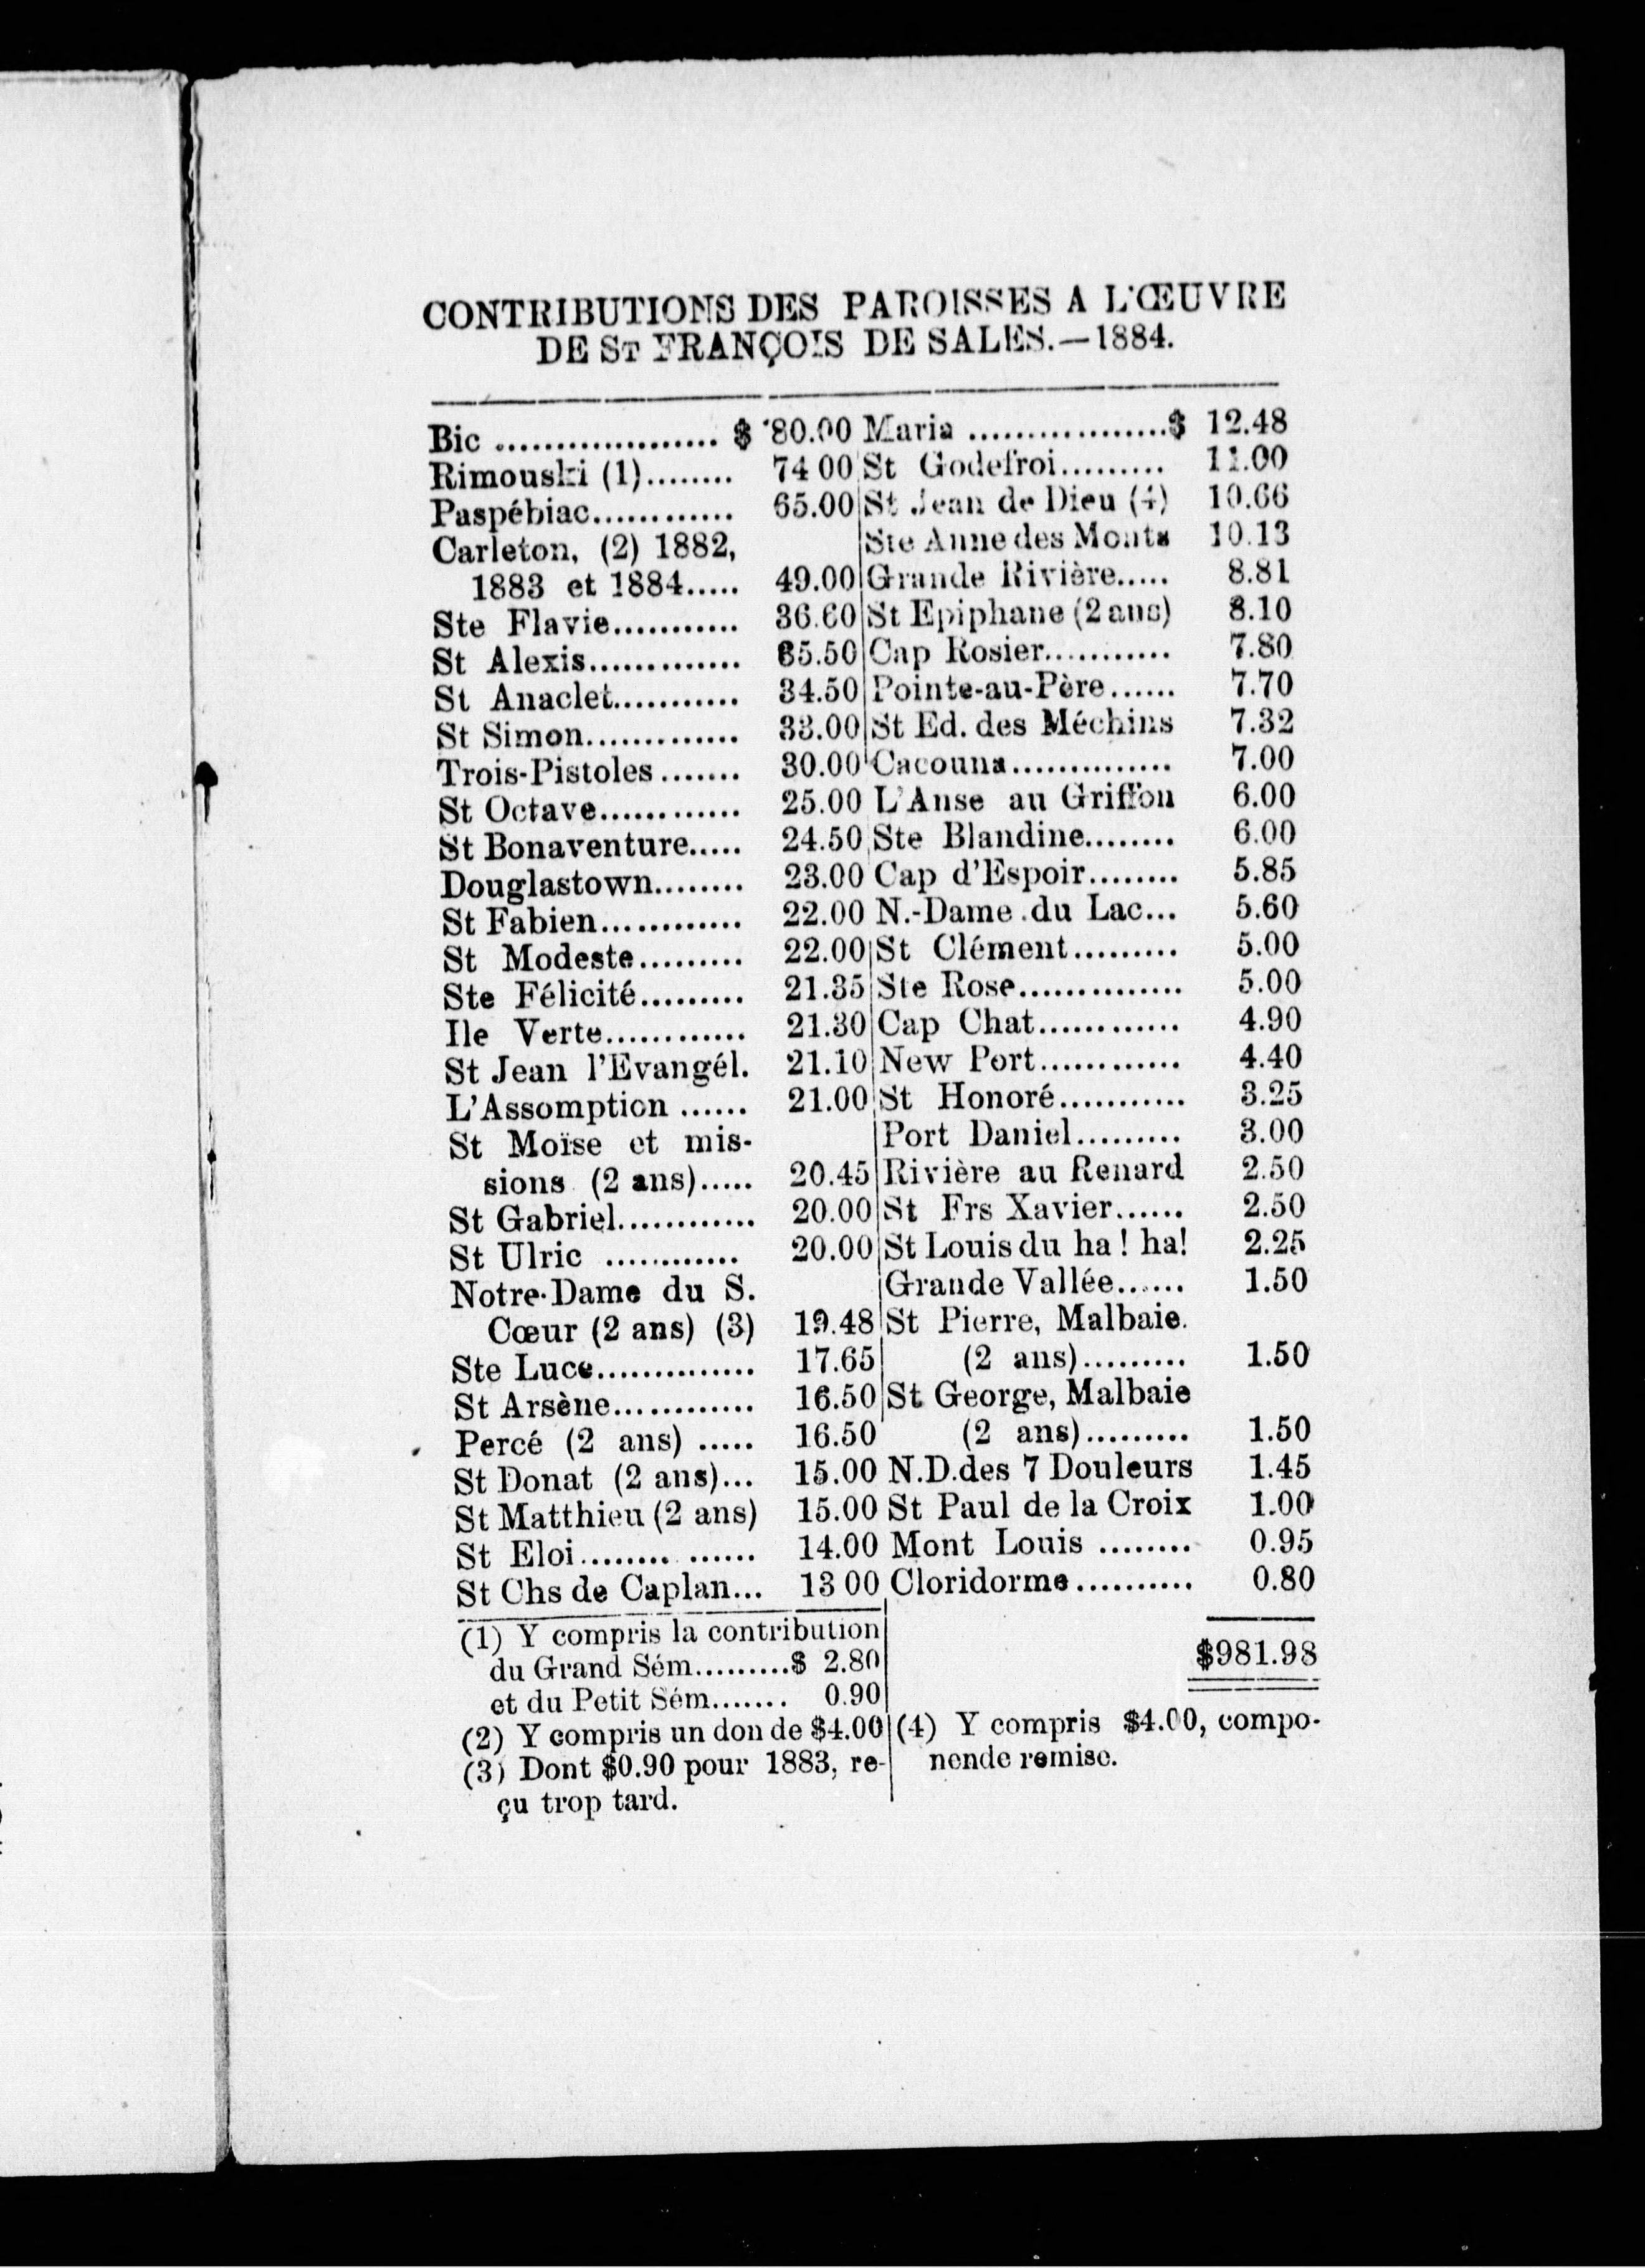 CONTRIBUTIONS DES PAROISSES A L'ŒUVRE
DE ST FRANÇOIS DE SALES.—1884.
Bic ................... $ 80.00
Rimouski (1)........ 74 00
Paspébiac............ 65.00
Carleton, (2) 1882,
1883 et 1884..... 49.00
Ste Flavie........... 36.60
St Alexis............. 35.50
St Anaclet........... 34.50
St Simon............. 33.00
Trois-Pistoles....... 30.00
St Octave............ 25.00
St Bonaventure..... 24.50
Douglastown........ 23.00
St Fabien............ 22.00
St Modeste......... 22.00
Ste Félicité......... 21.35
Ile Verte............ 21.30
St Jean l'Evangél. 21.10
L'Assomption ...... 21.00
St Moïse et mis-
sions (2 ans)..... 20.45
St Gabriel............ 20.00
St Ulric ............ 20.00
Notre-Dame du S.
Cœur (2 ans) (3) 19.48
Ste Luce.............. 17.65
St Arsène............ 16.50
Percé (2 ans) ..... 16.50
St Donat (2 ans)... 15.00
St Matthieu (2 ans) 15.00
St Eloi........ ...... 14.00
St Chs de Caplan... 13 00
(1) Y compris la contribution
du Grand Sém.........$ 2.80
et du Petit Sém....... 0.90
(2) Y compris un don de $4.00
(3) Dont $0.90 pour 1883, re-
çu trop tard.
Maria ..................$ 12.48
St Godefroi......... 11.00
St Jean de Dieu (4) 10.66
Ste Anne des Monts 10.13
Grande Rivière..... 8.81
St Epiphane (2 ans) 8.10
Cap Rosier........... 7.80
Pointe-au-Père...... 7.70
St Ed. des Méchins 7.32
Cacouna.............. 7.00
L'Anse au Griffon 6.00
Ste Blandine........ 6.00
Cap d'Espoir........ 5.85
N.-Dame du Lac... 5.60
St Clément......... 5.00
Ste Rose.............. 5.00
Cap Chat............ 4.90
New Port............ 4.40
St Honoré........... 3.25
Port Daniel......... 3.00
Rivière au Renard 2.50
St Frs Xavier...... 2.50
St Louis du ha ! ha! 2.25
Grande Vallée...... 1.50
St Pierre, Malbaie.
(2 ans)......... 1.50
St George, Malbaie
(2 ans)......... 1.50
N.D.des 7 Douleurs 1.45
St Paul de la Croix 1.00
Mont Louis ........ 0.95
Cloridorme.......... 0.80
$981.98
(4) Y compris $4.00, compo-
nende remise.